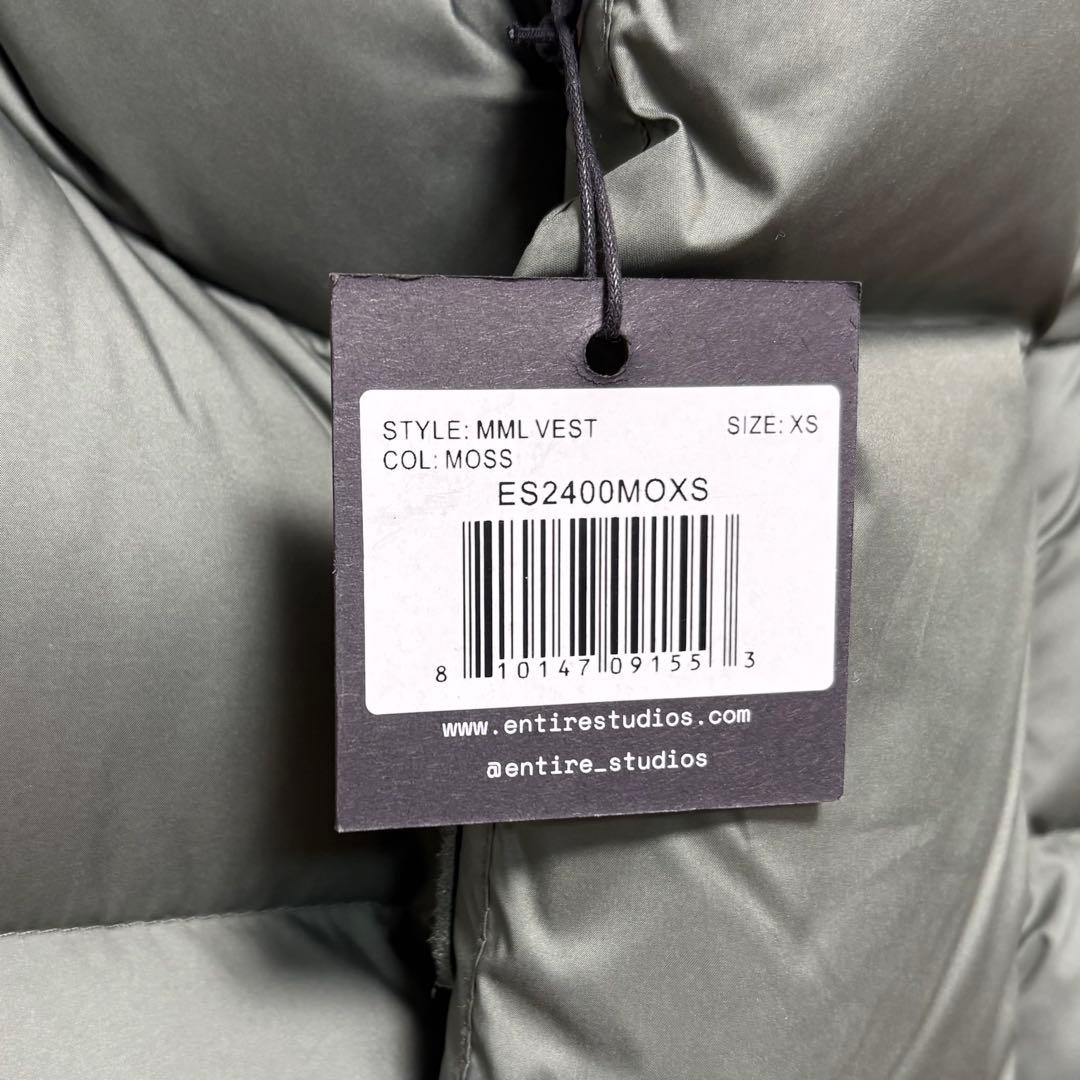 STYLE: MML VEST SIZE: XS
COL: MOSS
ES2400MOXS
8 10147 09155 3
www.entirestudios.com
@entire_studios